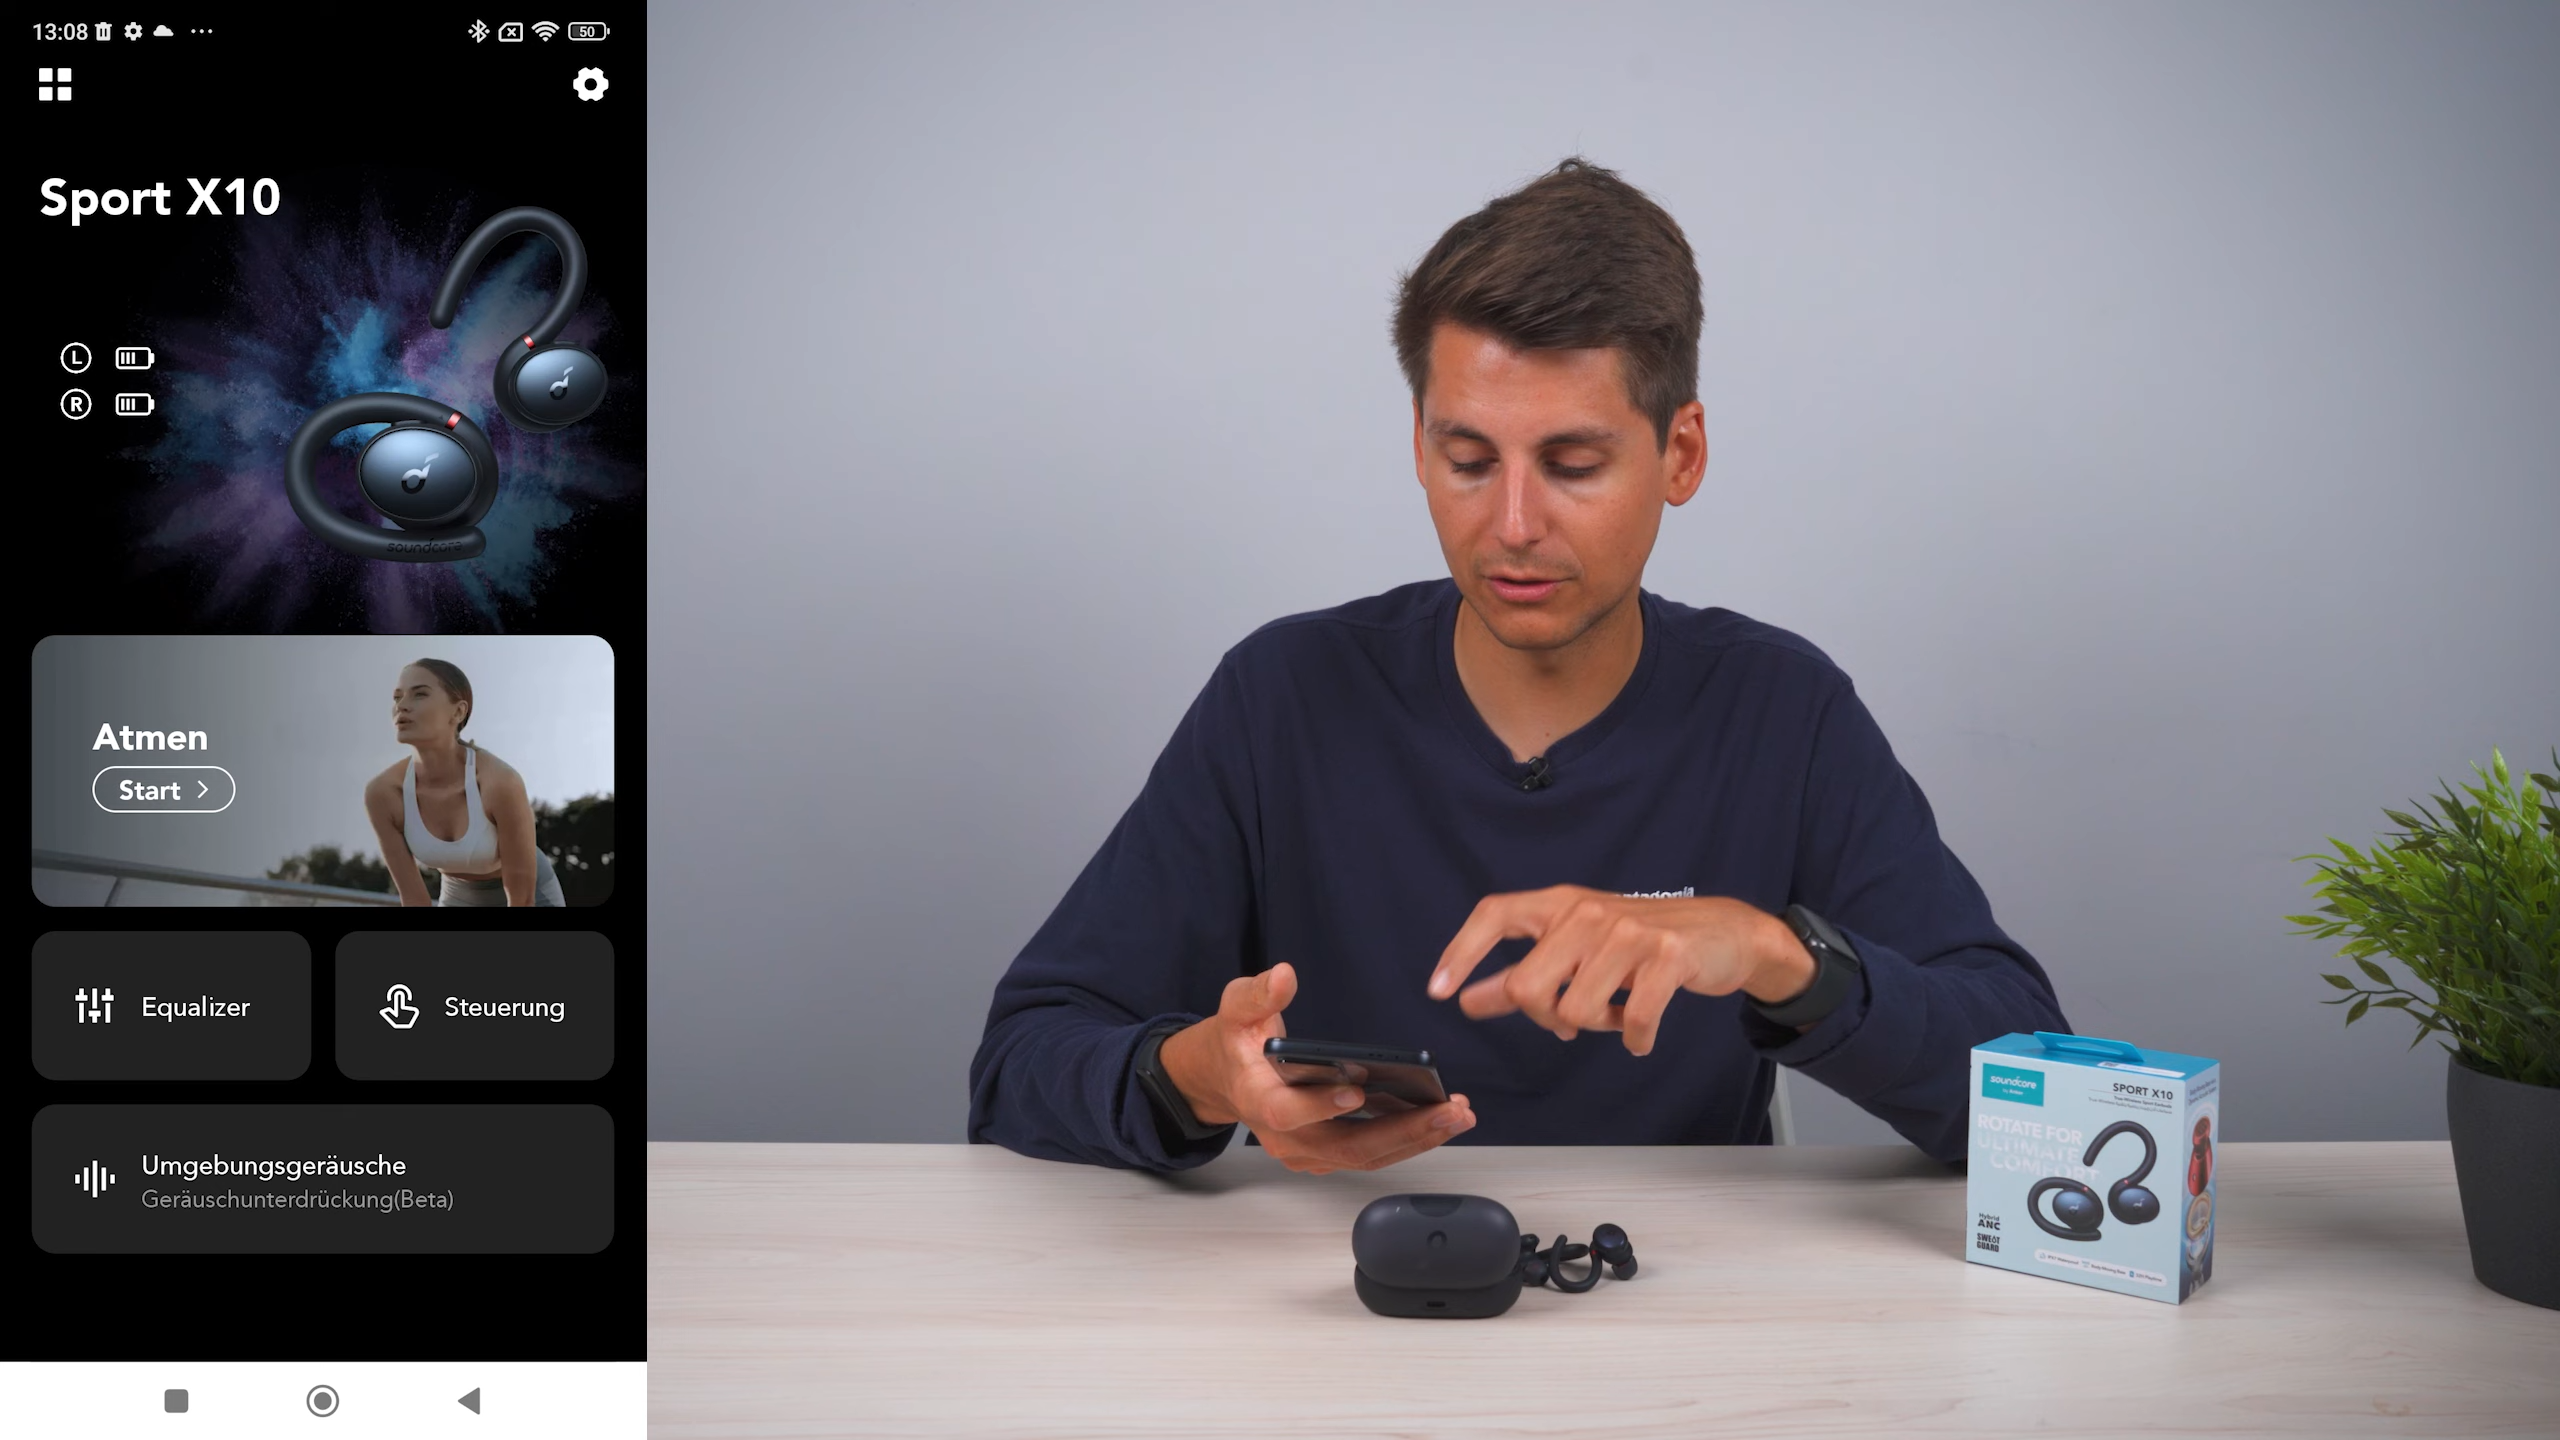 13:08
50
Sport X10
L
R
soundcore
Atmen
Start
Equalizer
Steuerung
Umgebungsgeräusche
Geräuschunterdrückung(Beta)
soundcore
SPORT X10
ROTATE FOR
ULTIMATE
COMFORT
Hybrid
ANC
SWEAT
GUARD